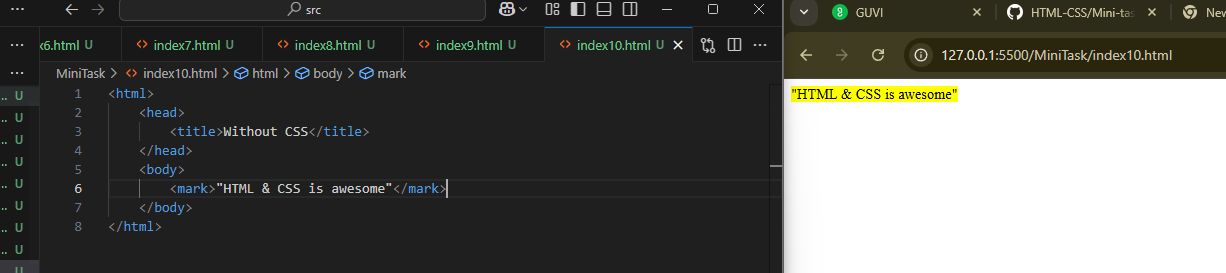 src
x6.html U
index7.html U
index8.html U
index9.html U
index10.html U
MiniTask > index10.html > html > body > mark
1 <html>
2 <head>
3 <title>Without CSS</title>
4 </head>
5 <body>
6 <mark>"HTML & CSS is awesome"</mark>
7 </body>
8 </html>
.. U
.. U
.. U
.. U
.. U
.. U
.. U
.. U
GUVI
HTML-CSS/Mini-tas
New
127.0.0.1:5500/MiniTask/index10.html
"HTML & CSS is awesome"